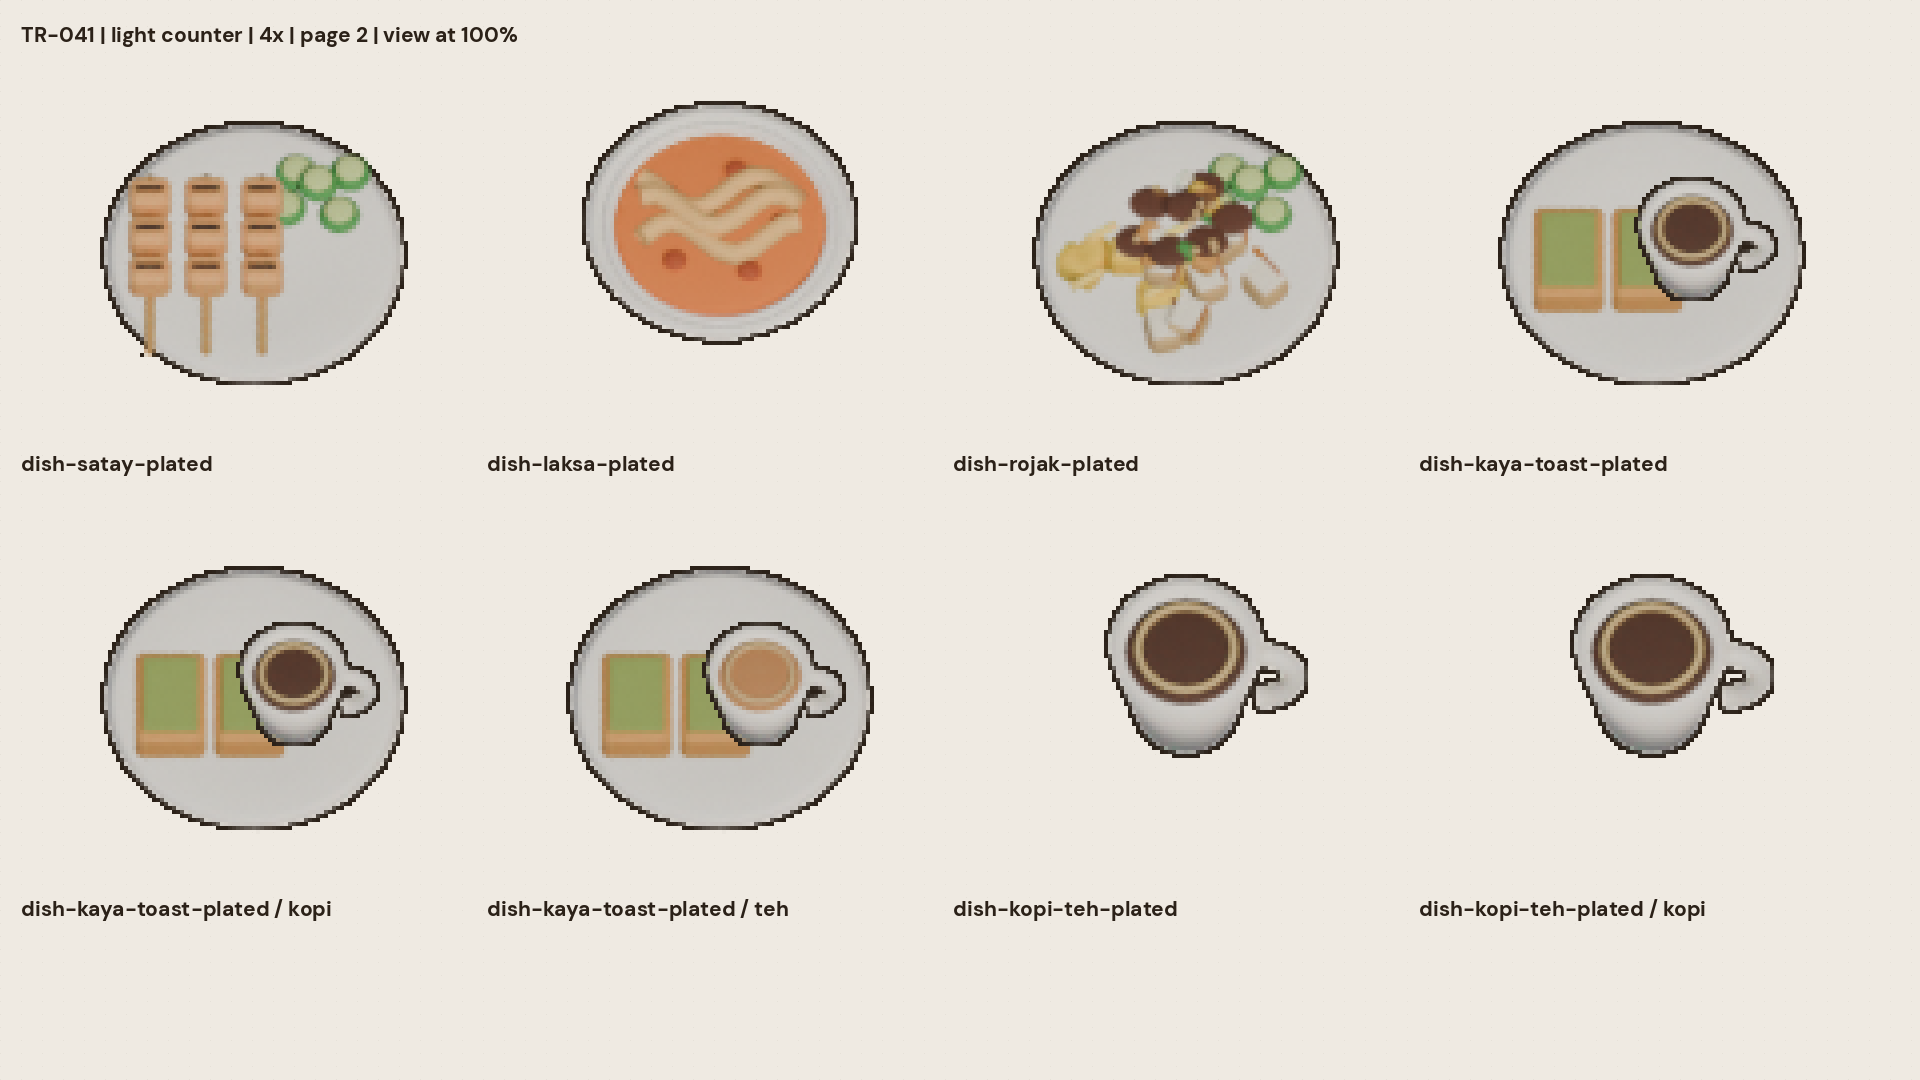 TR-041 | light counter | 4x | page 2 | view at 100%
dish-satay-plated
dish-laksa-plated
dish-rojak-plated
dish-kaya-toast-plated
dish-kaya-toast-plated / kopi
dish-kaya-toast-plated / teh
dish-kopi-teh-plated
dish-kopi-teh-plated / kopi